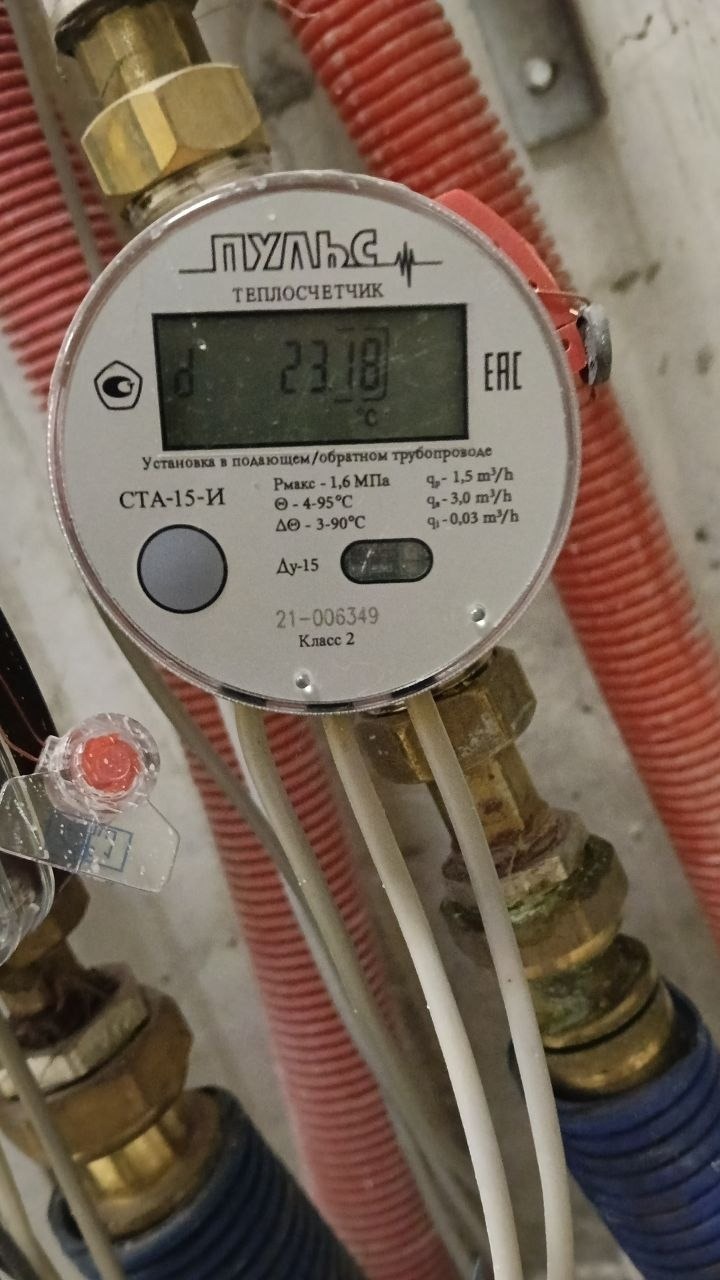 ПУЛЬС
ТЕПЛОСЧЕТЧИК
d 23.18
°C
EAC
Установка в подающем/обратном трубопроводе
СТА-15-И
Рмакс - 1,6 МПа
Θ - 4-95°C
ΔΘ - 3-90°C
qₚ- 1,5 m³/h
qₛ- 3,0 m³/h
qᵢ- 0,03 m³/h
Ду-15
21-006349
Класс 2